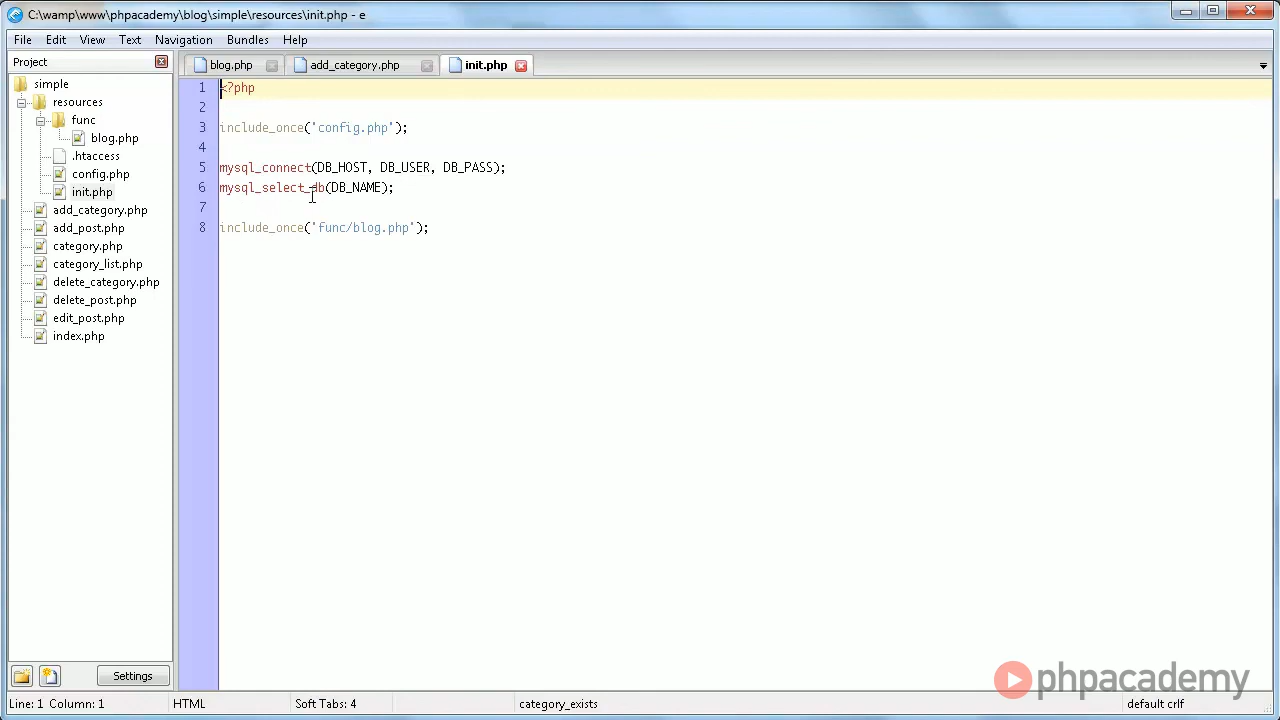 C:\wamp\www\phpacademy\blog\simple\resources\init.php - e
File Edit View Text Navigation Bundles Help
Project
blog.php add_category.php init.php
simple
resources
func
blog.php
.htaccess
config.php
init.php
add_category.php
add_post.php
category.php
category_list.php
delete_category.php
delete_post.php
edit_post.php
index.php
1 <?php
2
3 include_once('config.php');
4
5 mysql_connect(DB_HOST, DB_USER, DB_PASS);
6 mysql_select_db(DB_NAME);
7
8 include_once('func/blog.php');
Settings
phpacademy
Line: 1 Column: 1 HTML Soft Tabs: 4 category_exists default crlf